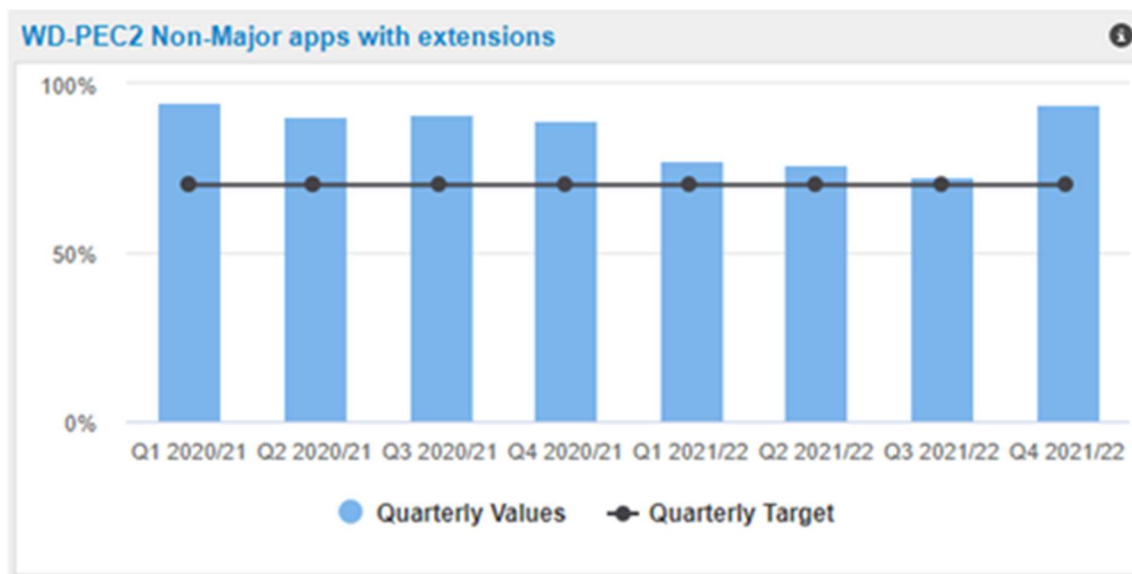 WD-PEC2 Non-Major apps with extensions
100%
50%
0%
Q1 2020/21 Q2 2020/21 Q3 2020/21 Q4 2020/21 Q1 2021/22 Q2 2021/22 Q3 2021/22 Q4 2021/22
Quarterly Values Quarterly Target